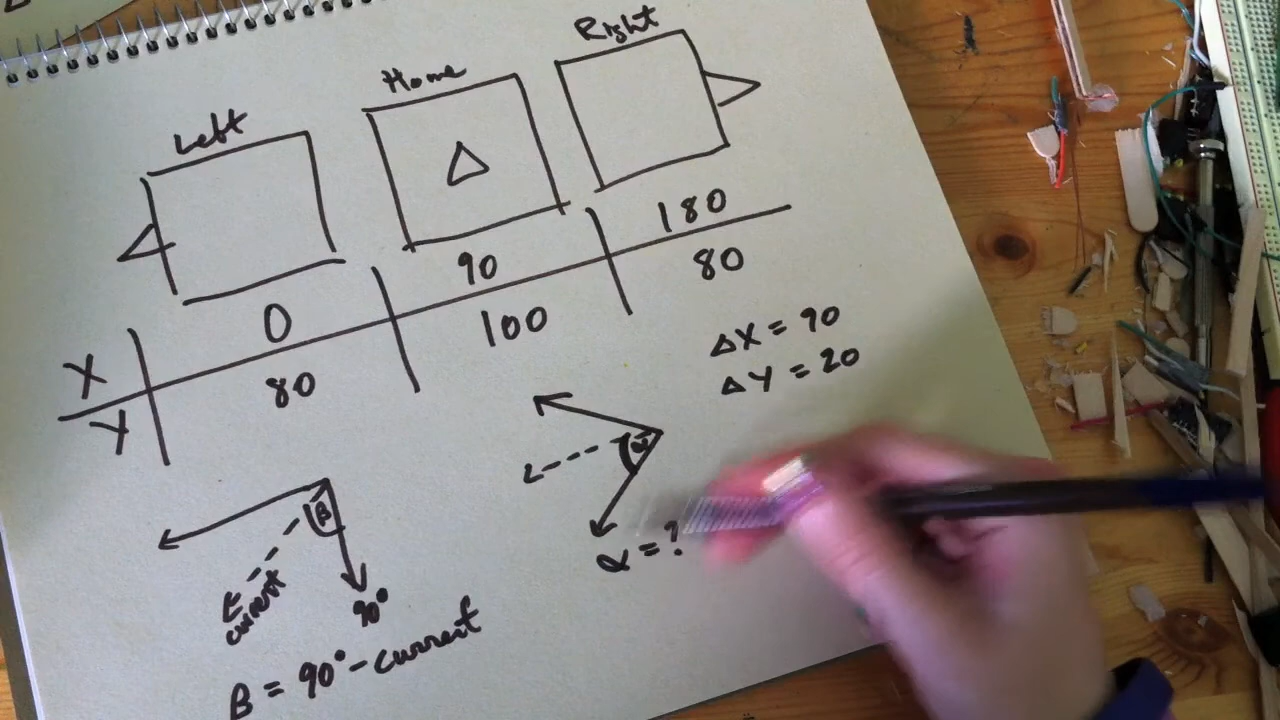 Left
Home
Right
X 0 90 180
Y 80 100 80
ΔX = 90
ΔY = 20
B
current
90°
B = 90° - current
α = ?